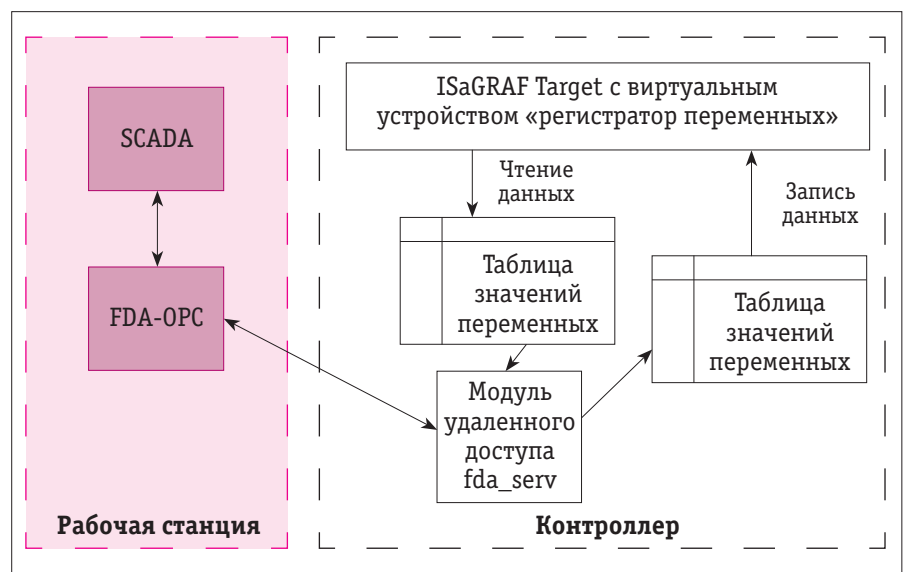 SCADA
FDA-OPC
Рабочая станция
ISaGRAF Target с виртуальным
устройством «регистратор переменных»
Чтение
данных
Запись
данных
Таблица
значений
переменных
Таблица
значений
переменных
Модуль
удаленного
доступа
fda_serv
Контроллер